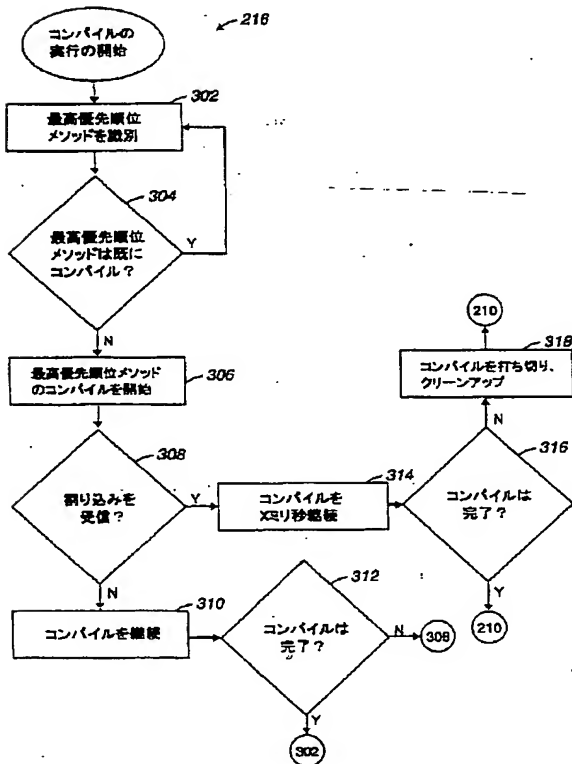 216
コンパイルの
実行の開始
302
最高優先順位
メソッドを識別
304
最高優先順位
メソッドは既に
コンパイル？
Y
N
最高優先順位メソッド
のコンパイルを開始
306
308
割り込みを
受信？
Y
N
314
コンパイルを
Xミリ秒継続
316
コンパイルは
完了？
N
318
コンパイルを打ち切り、
クリーンアップ
210
Y
210
310
コンパイルを継続
312
コンパイルは
完了？
N
308
Y
302